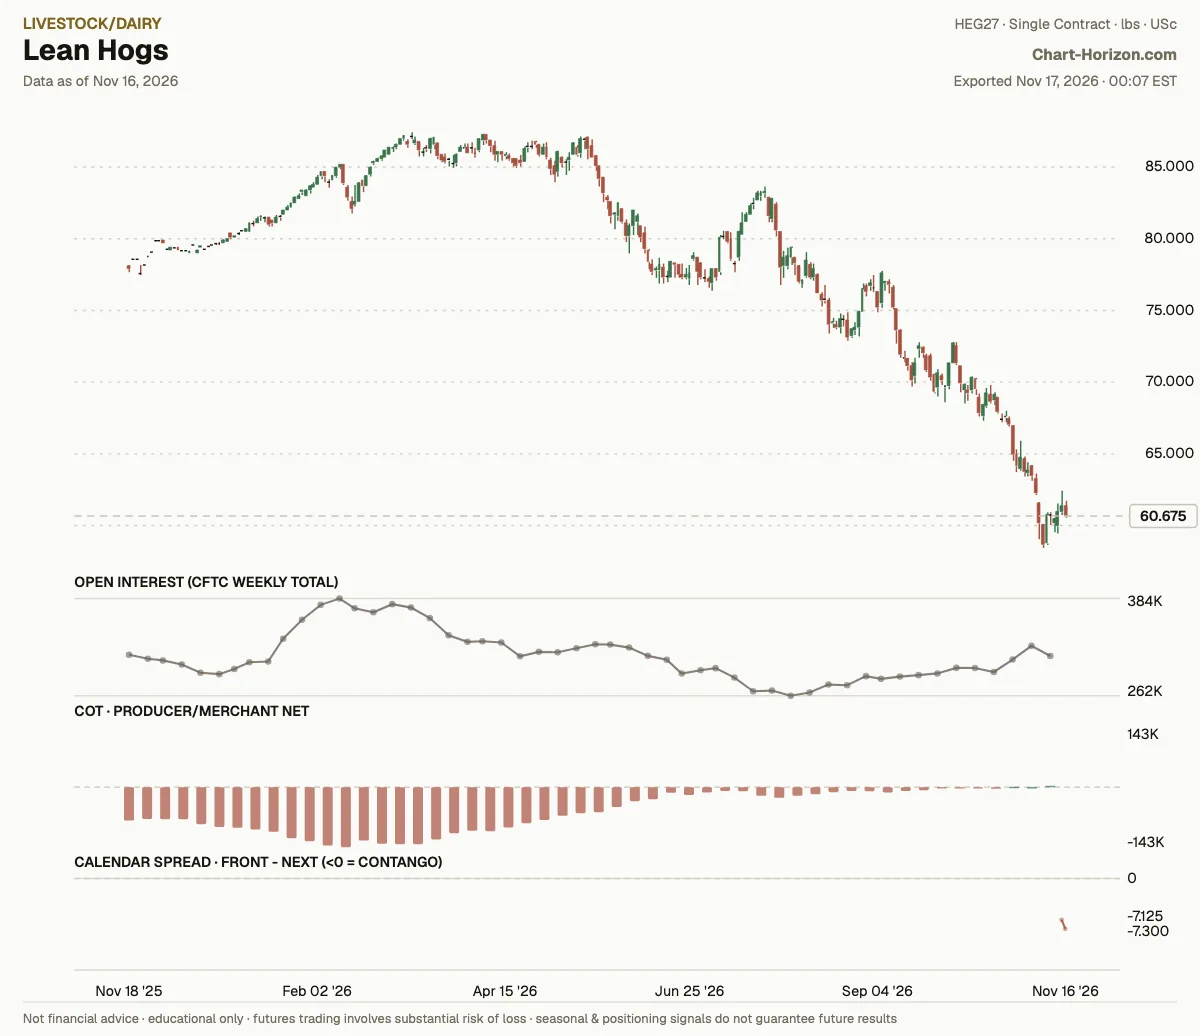 LIVESTOCK/DAIRY
Lean Hogs
Data as of Nov 16, 2026
HEG27 · Single Contract · lbs · USc
Chart-Horizon.com
Exported Nov 17, 2026 · 00:07 EST
85.000
80.000
75.000
70.000
65.000
60.675
OPEN INTEREST (CFTC WEEKLY TOTAL)
384K
262K
COT · PRODUCER/MERCHANT NET
143K
-143K
CALENDAR SPREAD · FRONT - NEXT (<0 = CONTANGO)
0
-7.125
-7.300
Nov 18 '25 Feb 02 '26 Apr 15 '26 Jun 25 '26 Sep 04 '26 Nov 16 '26
Not financial advice · educational only · futures trading involves substantial risk of loss · seasonal & positioning signals do not guarantee future results